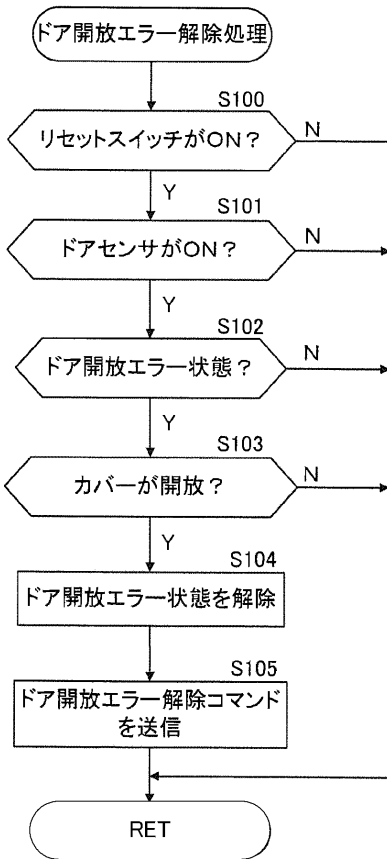 ドア開放エラー解除処理
S100
リセットスイッチがON?
N
Y
S101
ドアセンサがON?
N
Y
S102
ドア開放エラー状態?
N
Y
S103
カバーが開放?
N
Y
S104
ドア開放エラー状態を解除
S105
ドア開放エラー解除コマンド
を送信
RET